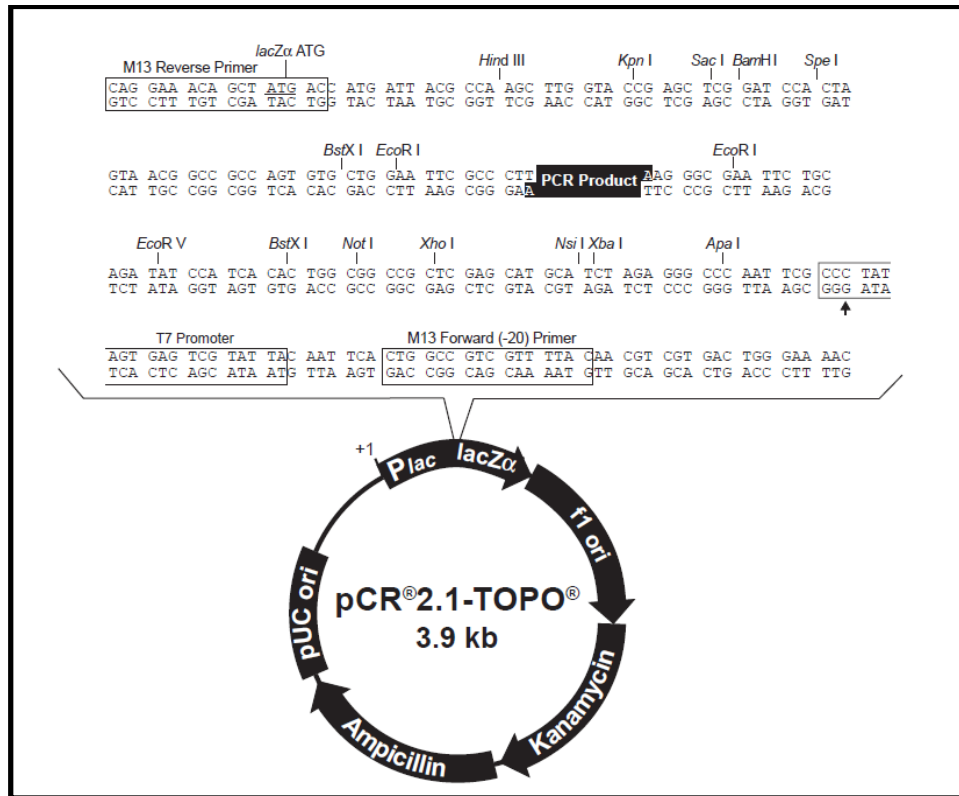 lacZα ATG
M13 Reverse Primer
Hind III
Kpn I
Sac I
BamH I
Spe I
CAG GAA ACA GCT ATG ACC ATG ATT ACG CCA AGC TTG GTA CCG AGC TCG GAT CCA CTA
GTC CTT TGT CGA TAC TGG TAC TAA TGC GGT TCG AAC CAT GGC TCG AGC CTA GGT GAT
BstX I
EcoR I
EcoR I
GTA ACG GCC GCC AGT GTG CTG GAA TTC GCC CTT PCR Product AAG GGC GAA TTC TGC
CAT TGC CGG CGG TCA CAC GAC CTT AAG CGG GAA TTC CCG CTT AAG ACG
EcoR V
BstX I
Not I
Xho I
Nsi I
Xba I
Apa I
AGA TAT CCA TCA CAC TGG CGG CCG CTC GAG CAT GCA TCT AGA GGG CCC AAT TCG CCC TAT
TCT ATA GGT AGT GTG ACC GCC GGC GAG CTC GTA CGT AGA TCT CCC GGG TTA AGC GGG ATA
T7 Promoter
M13 Forward (-20) Primer
AGT GAG TCG TAT TAC AAT TCA CTG GCC GTC GTT TTA CAA CGT CGT GAC TGG GAA AAC
TCA CTC AGC ATA ATG TTA AGT GAC CGG CAG CAA AAT GTT GCA GCA CTG ACC CTT TTG
+1
Plac
lacZα
f1 ori
Kanamycin
Ampicillin
pUC ori
pCR®2.1-TOPO®
3.9 kb